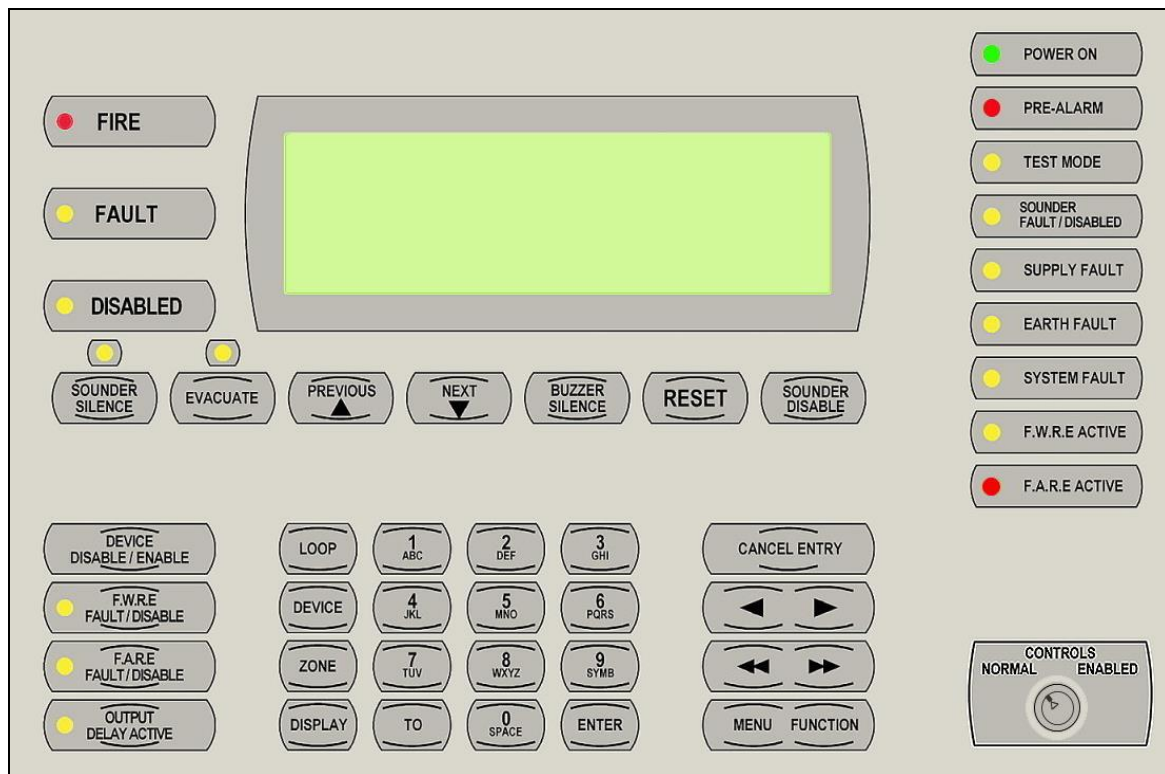 POWER ON
FIRE
PRE-ALARM
TEST MODE
FAULT
SOUNDER
FAULT / DISABLED
SUPPLY FAULT
DISABLED
EARTH FAULT
SYSTEM FAULT
SOUNDER
SILENCE
EVACUATE
PREVIOUS
NEXT
BUZZER
SILENCE
RESET
SOUNDER
DISABLE
F.W.R.E ACTIVE
F.A.R.E ACTIVE
DEVICE
DISABLE / ENABLE
LOOP
1
ABC
2
DEF
3
GHI
CANCEL ENTRY
F.W.R.E
FAULT / DISABLE
DEVICE
4
JKL
5
MNO
6
PQRS
F.A.R.E
FAULT / DISABLE
ZONE
7
TUV
8
WXYZ
9
SYMB
CONTROLS
NORMAL ENABLED
OUTPUT
DELAY ACTIVE
DISPLAY
TO
0
SPACE
ENTER
MENU FUNCTION